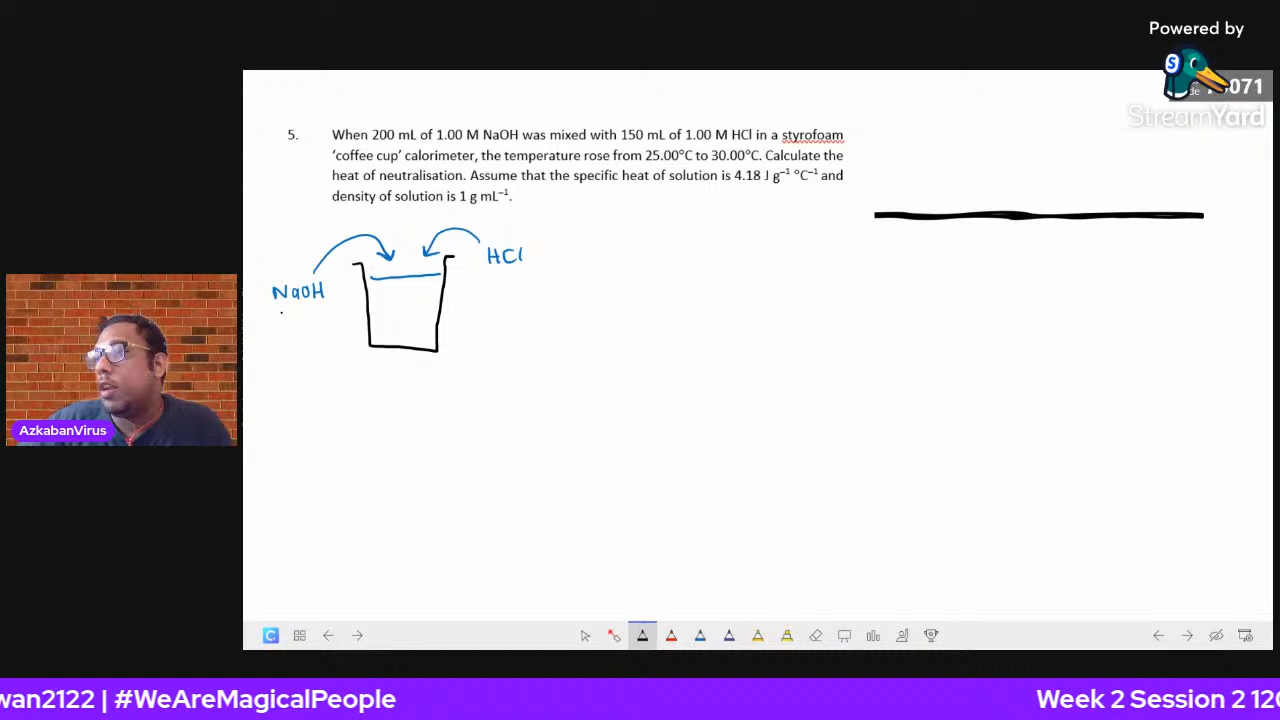 Powered by
071
StreamYard
5. When 200 mL of 1.00 M NaOH was mixed with 150 mL of 1.00 M HCl in a styrofoam
‘coffee cup’ calorimeter, the temperature rose from 25.00°C to 30.00°C. Calculate the
heat of neutralisation. Assume that the specific heat of solution is 4.18 J g⁻¹ °C⁻¹ and
density of solution is 1 g mL⁻¹.
HCl
NaOH
AzkabanVirus
wan2122 | #WeAreMagicalPeople
Week 2 Session 2 120